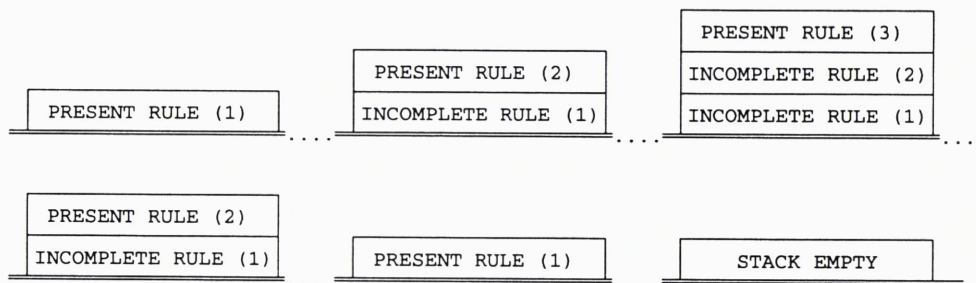 PRESENT RULE (3)
PRESENT RULE (2)
INCOMPLETE RULE (2)
PRESENT RULE (1)
INCOMPLETE RULE (1)
INCOMPLETE RULE (1)
.... .... ...
PRESENT RULE (2)
INCOMPLETE RULE (1)
PRESENT RULE (1)
STACK EMPTY